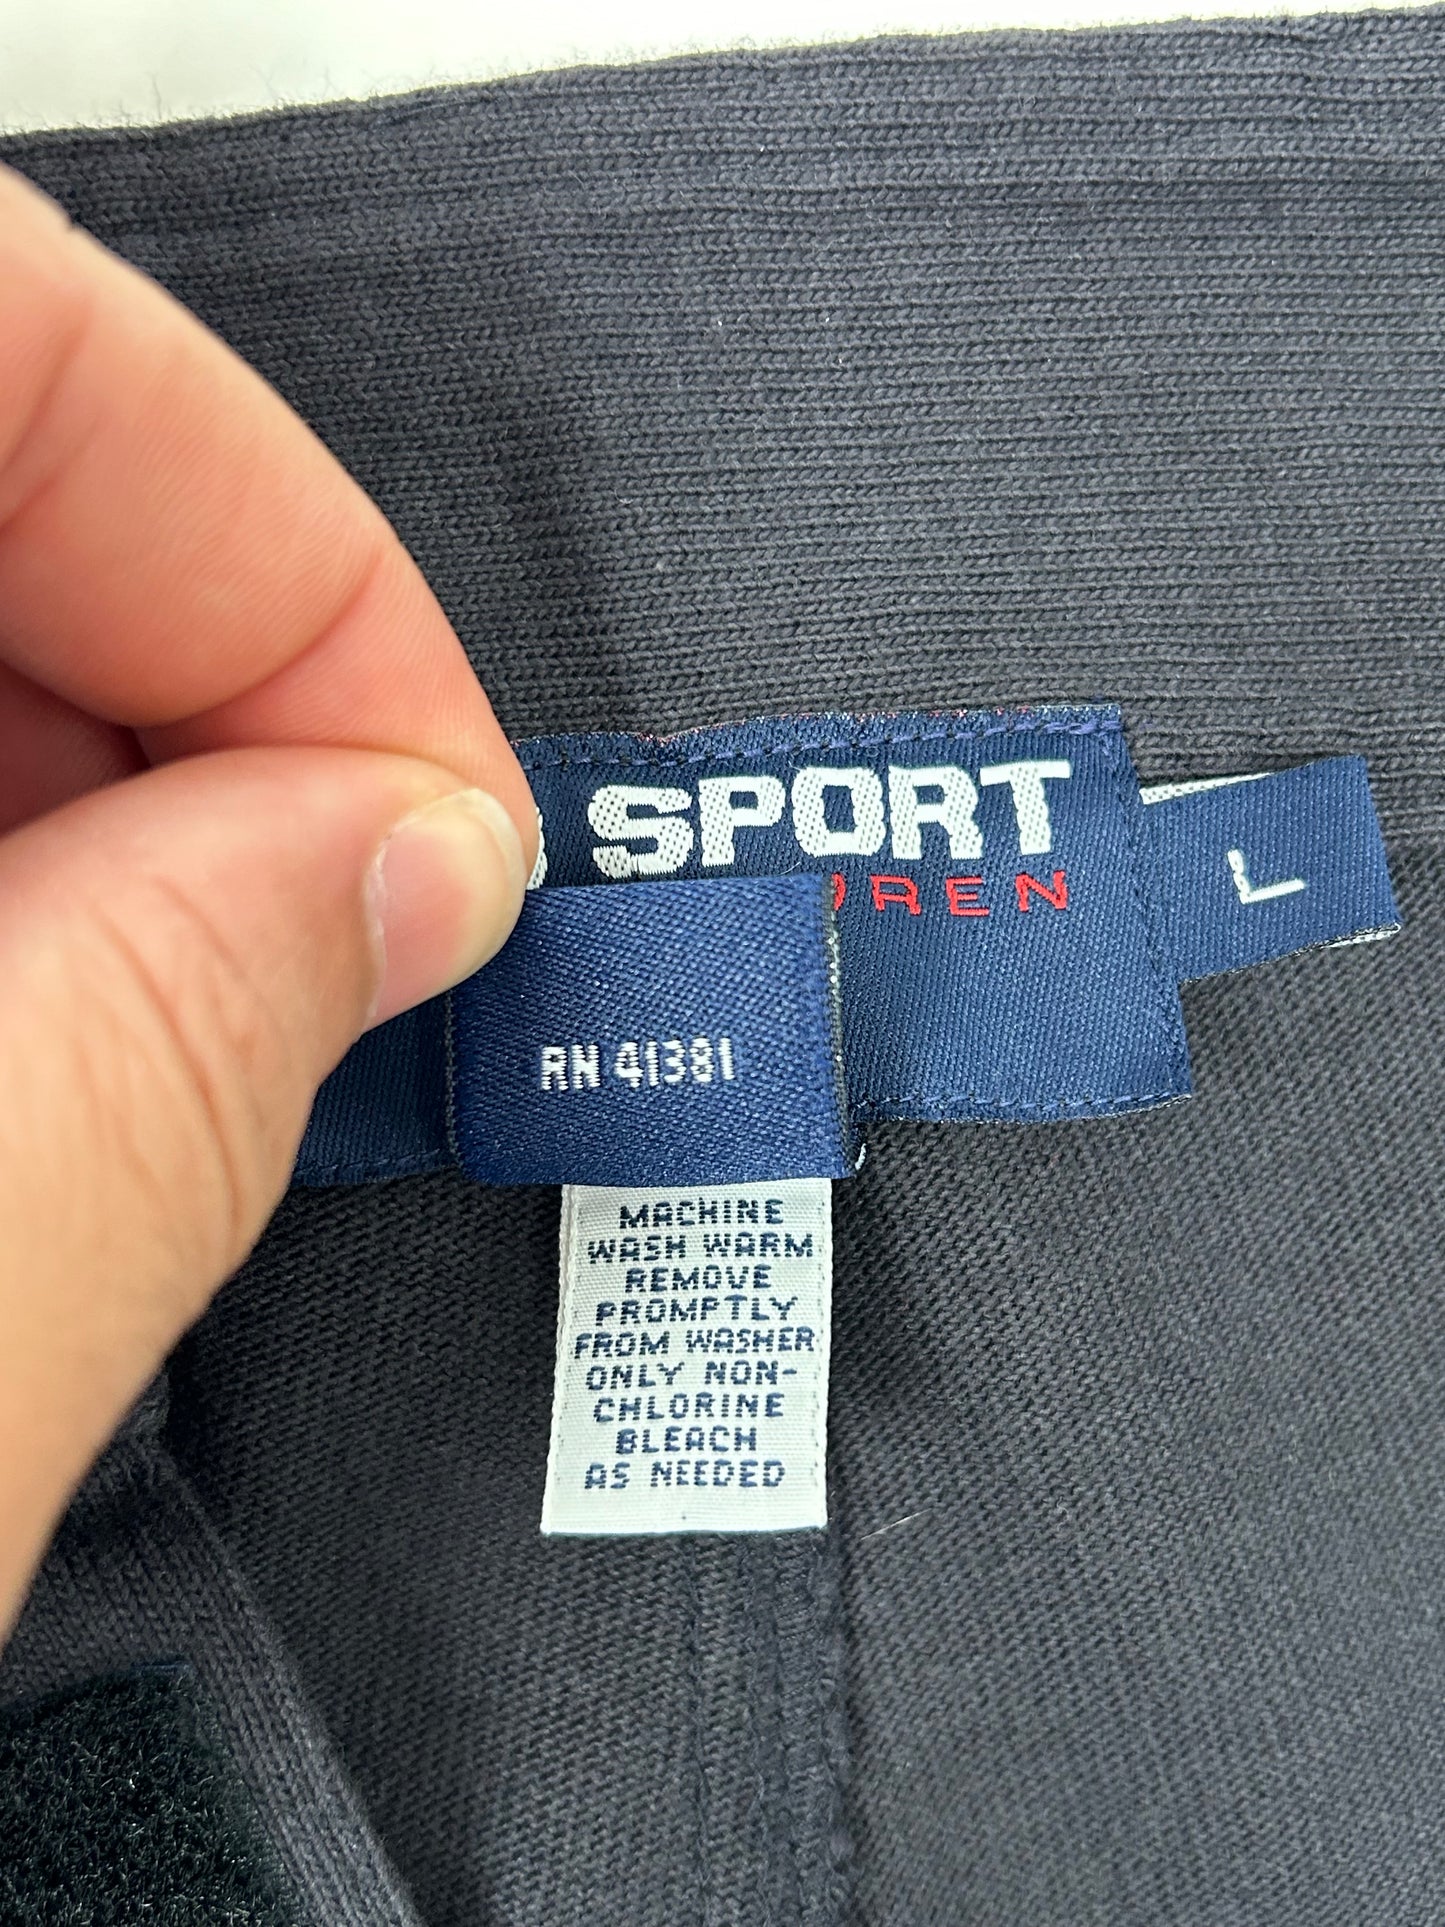 SPORT
L
RN 41381
MACHINE
WASH WARM
REMOVE
PROMPTLY
FROM WASHER
ONLY NON-
CHLORINE
BLEACH
AS NEEDED